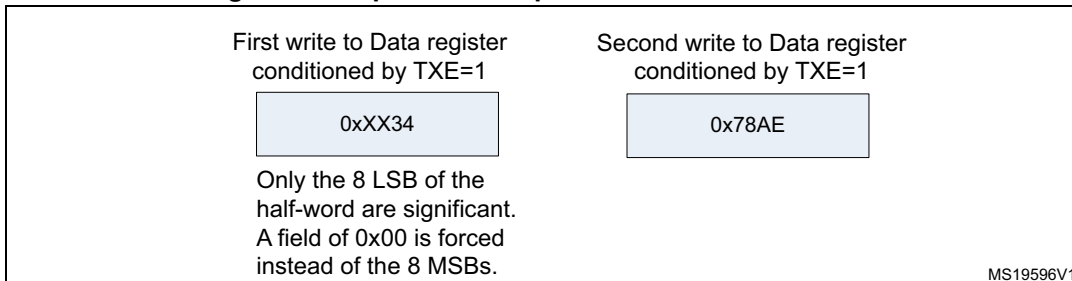 First write to Data register
conditioned by TXE=1
0xXX34
Only the 8 LSB of the
half-word are significant.
A field of 0x00 is forced
instead of the 8 MSBs.
Second write to Data register
conditioned by TXE=1
0x78AE
MS19596V1